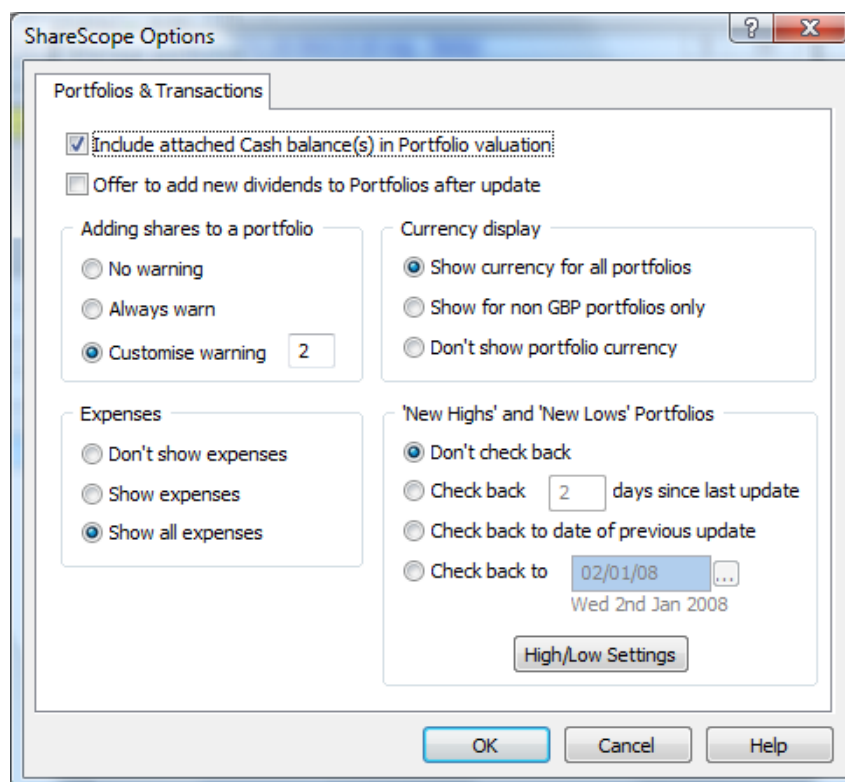 ShareScope Options
?
X
Portfolios & Transactions
Include attached Cash balance(s) in Portfolio valuation
Offer to add new dividends to Portfolios after update
Adding shares to a portfolio
No warning
Always warn
Customise warning 2
Currency display
Show currency for all portfolios
Show for non GBP portfolios only
Don't show portfolio currency
Expenses
Don't show expenses
Show expenses
Show all expenses
'New Highs' and 'New Lows' Portfolios
Don't check back
Check back 2 days since last update
Check back to date of previous update
Check back to 02/01/08 ...
Wed 2nd Jan 2008
High/Low Settings
OK Cancel Help